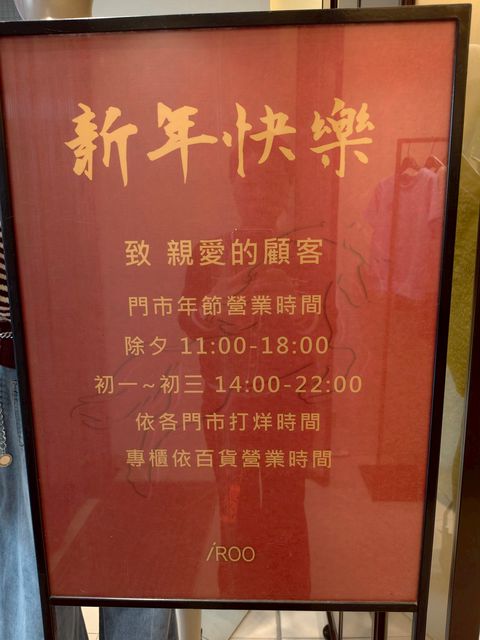 新年快樂
致 親愛的顧客
門市年節營業時間
除夕 11:00-18:00
初一~初三 14:00-22:00
依各門市打烊時間
專櫃依百貨營業時間
iROO